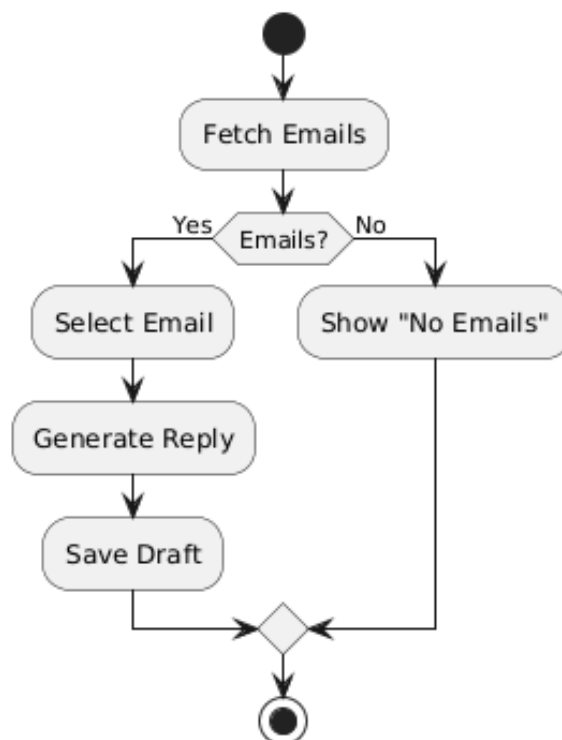 Fetch Emails
Yes
Emails?
No
Select Email
Show "No Emails"
Generate Reply
Save Draft